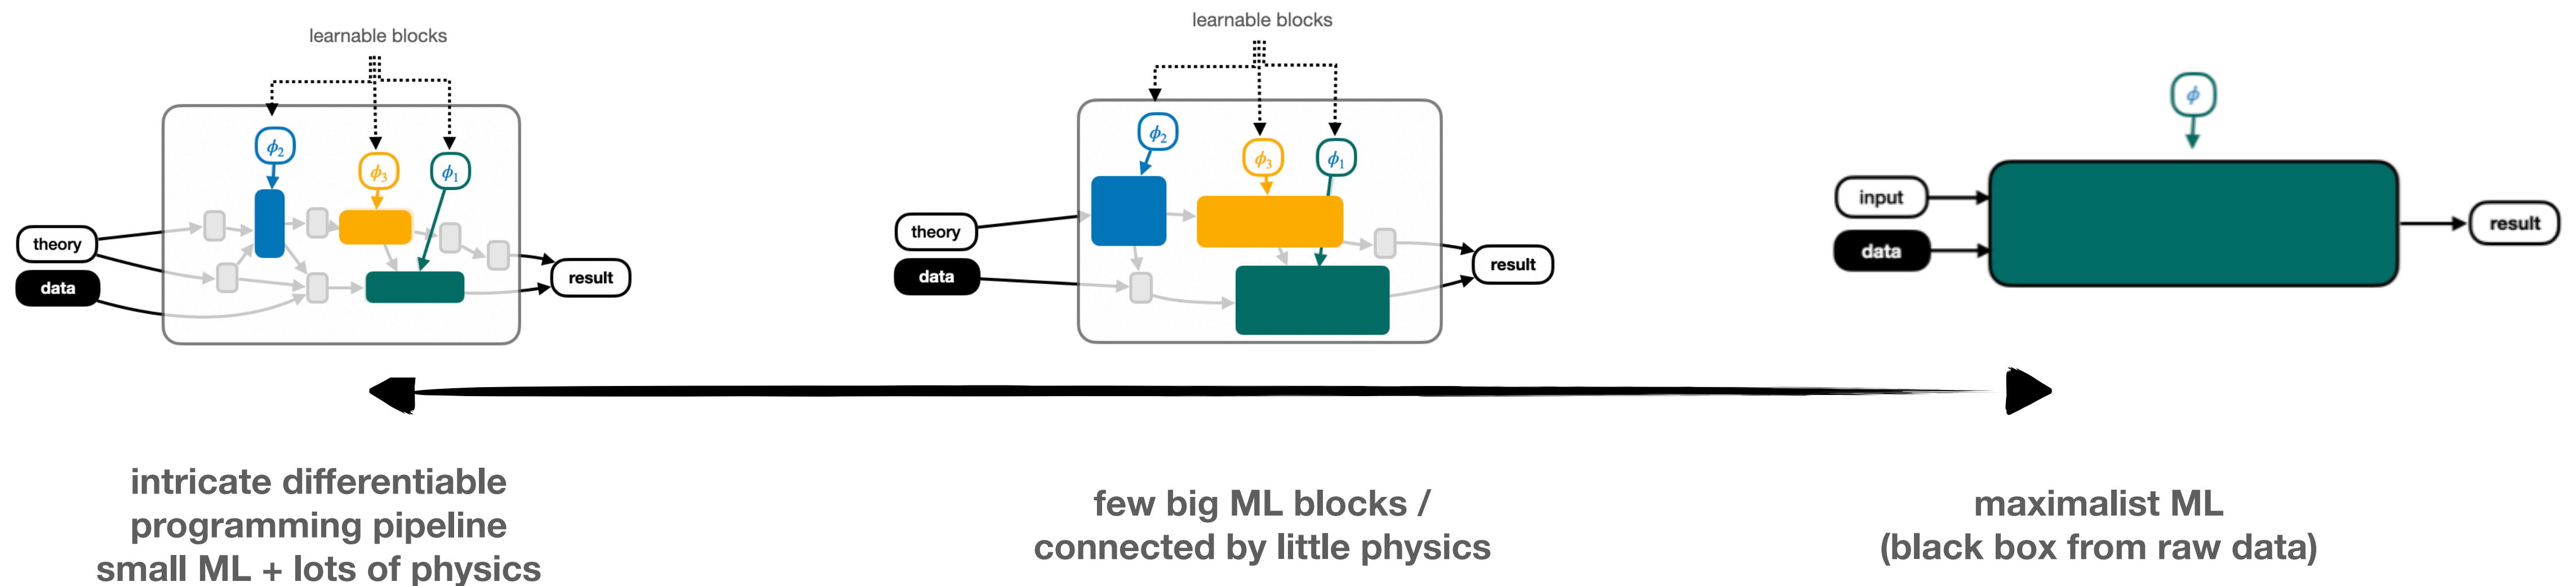 learnable blocks
ϕ2
ϕ3
ϕ1
theory
data
result
intricate differentiable
programming pipeline
small ML + lots of physics
learnable blocks
ϕ2
ϕ3
ϕ1
theory
data
result
few big ML blocks /
connected by little physics
ϕ
input
data
result
maximalist ML
(black box from raw data)